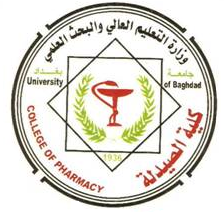 وزارة التعليم العالي والبحث العلمي
جامعة بغداد
University of Baghdad
كلية الصيدلة
COLLEGE OF PHARMACY
1936